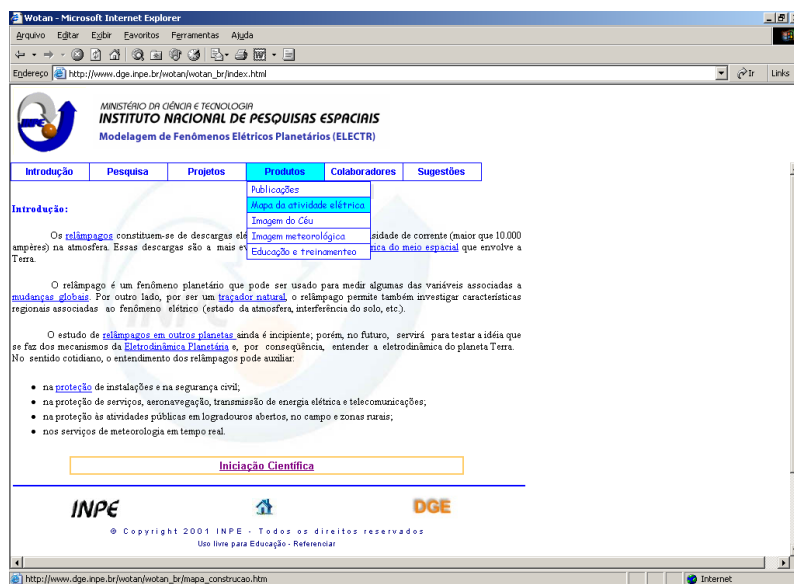 Wotan - Microsoft Internet Explorer
Arquivo Editar Exibir Favoritos Ferramentas Ajuda
Endereço http://www.dge.inpe.br/wotan/wotan_br/index.html Ir Links
MINISTÉRIO DA CIÊNCIA E TECNOLOGIA
INSTITUTO NACIONAL DE PESQUISAS ESPACIAIS
Modelagem de Fenômenos Elétricos Planetários (ELECTR)
Introdução Pesquisa Projetos Produtos Colaboradores Sugestões
Publicações
Mapa da atividade elétrica
Imagem do Céu
Imagem meteorológica
Educação e treinamenteo
Introdução:
Os relâmpagos constituem-se de descargas elé sidade de corrente (maior que 10.000
ampères) na atmosfera. Essas descargas são a mais ev rica do meio espacial que envolve a
Terra.
O relâmpago é um fenômeno planetário que pode ser usado para medir algumas das variáveis associadas a
mudanças globais. Por outro lado, por ser um traçador natural, o relâmpago permite também investigar características
regionais associadas ao fenômeno elétrico (estado da atmosfera, interferência do solo, etc.).
O estudo de relâmpagos em outros planetas ainda é incipiente; porém, no futuro, servirá para testar a idéia que
se faz dos mecanismos da Eletrodinâmica Planetária e, por conseqüência, entender a eletrodinâmica do planeta Terra.
No sentido cotidiano, o entendimento dos relâmpagos pode auxiliar:
• na proteção de instalações e na segurança civil;
• na proteção de serviços, aeronavegação, transmissão de energia elétrica e telecomunicações;
• na proteção às atividades públicas em logradouros abertos, no campo e zonas rurais;
• nos serviços de meteorologia em tempo real.
Iniciação Científica
INPE DGE
© Copyright 2001 INPE - Todos os direitos reservados
Uso livre para Educação - Referenciar
http://www.dge.inpe.br/wotan/wotan_br/mapa_construcao.htm Internet